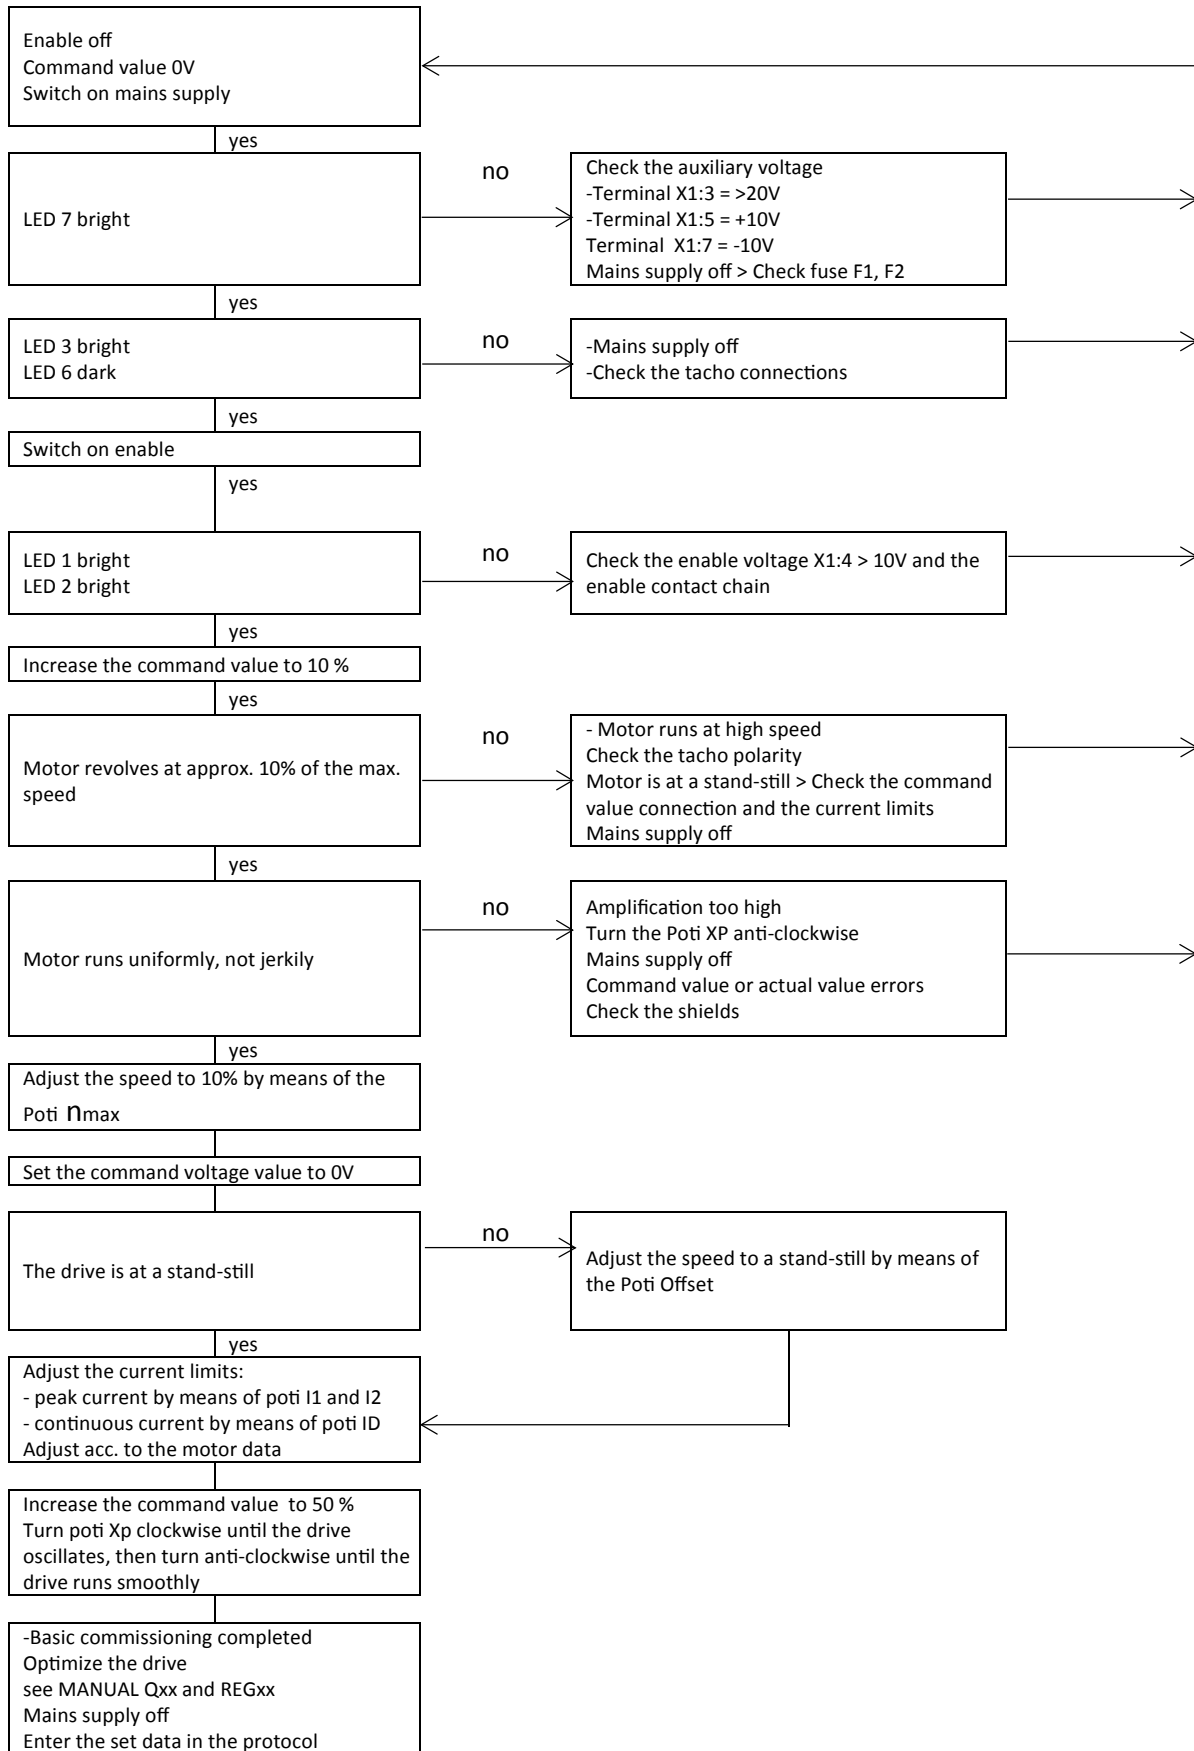 Enable off
Command value 0V
Switch on mains supply
yes
LED 7 bright
no
Check the auxiliary voltage
-Terminal X1:3 = >20V
-Terminal X1:5 = +10V
Terminal  X1:7 = -10V
Mains supply off > Check fuse F1, F2
yes
LED 3 bright
LED 6 dark
no
-Mains supply off
-Check the tacho connections
yes
Switch on enable
yes
LED 1 bright
LED 2 bright
no
Check the enable voltage X1:4 > 10V and the
enable contact chain
yes
Increase the command value to 10 %
yes
Motor revolves at approx. 10% of the max.
speed
no
- Motor runs at high speed
Check the tacho polarity
Motor is at a stand-still > Check the command
value connection and the current limits
Mains supply off
yes
Motor runs uniformly, not jerkily
no
Amplification too high
Turn the Poti XP anti-clockwise
Mains supply off
Command value or actual value errors
Check the shields
yes
Adjust the speed to 10% by means of the
Poti nmax
Set the command voltage value to 0V
The drive is at a stand-still
no
Adjust the speed to a stand-still by means of
the Poti Offset
yes
Adjust the current limits:
- peak current by means of poti I1 and I2
- continuous current by means of poti ID
Adjust acc. to the motor data
Increase the command value  to 50 %
Turn poti Xp clockwise until the drive
oscillates, then turn anti-clockwise until the
drive runs smoothly
-Basic commissioning completed
Optimize the drive
see MANUAL Qxx and REGxx
Mains supply off
Enter the set data in the protocol